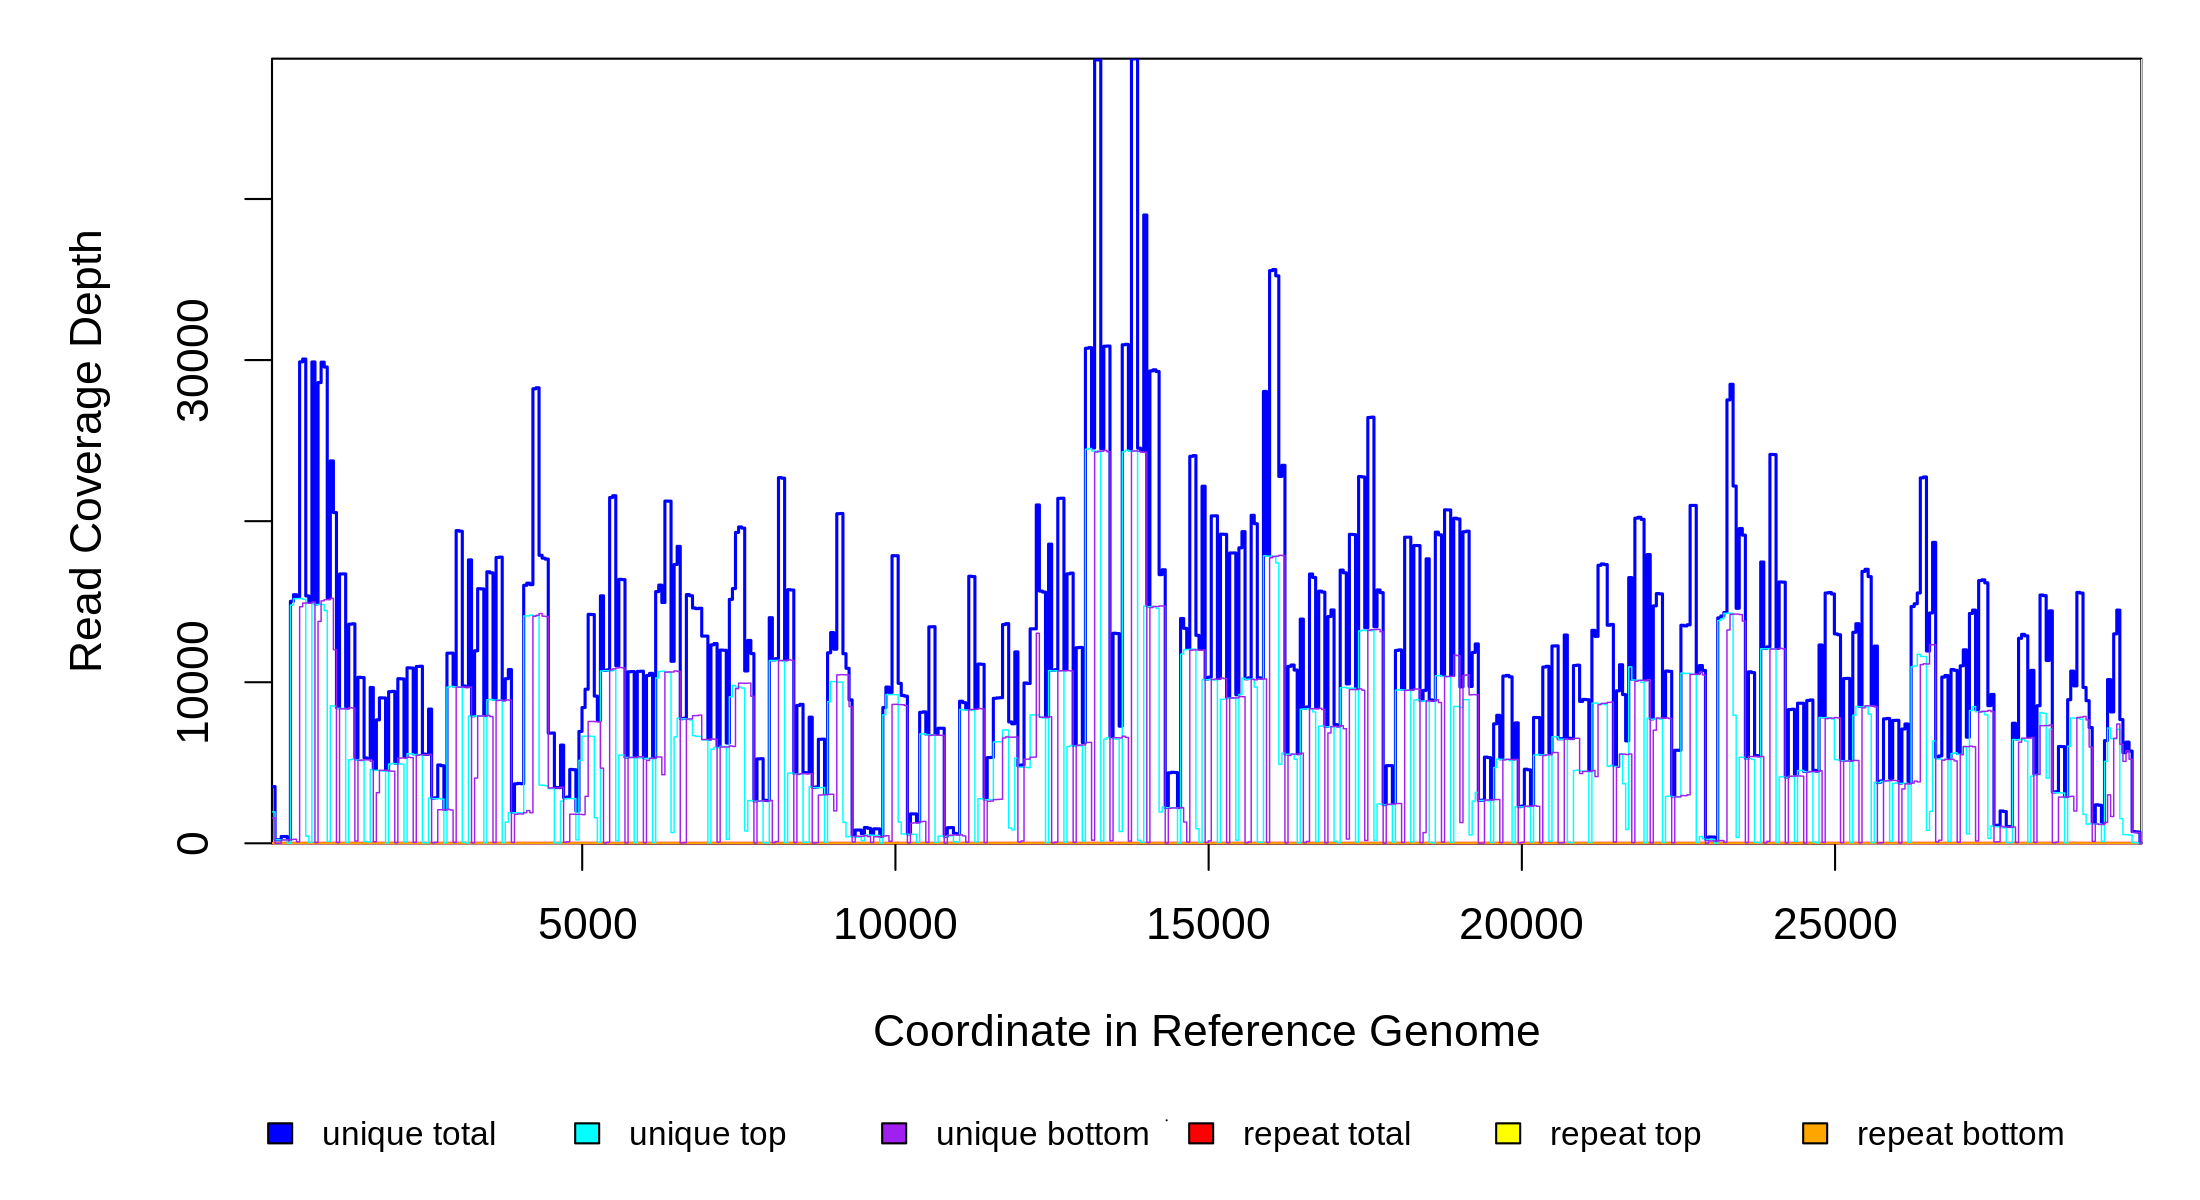 Read Coverage Depth
30000
10000
0
5000 10000 15000 20000 25000
Coordinate in Reference Genome
unique total unique top unique bottom repeat total repeat top repeat bottom